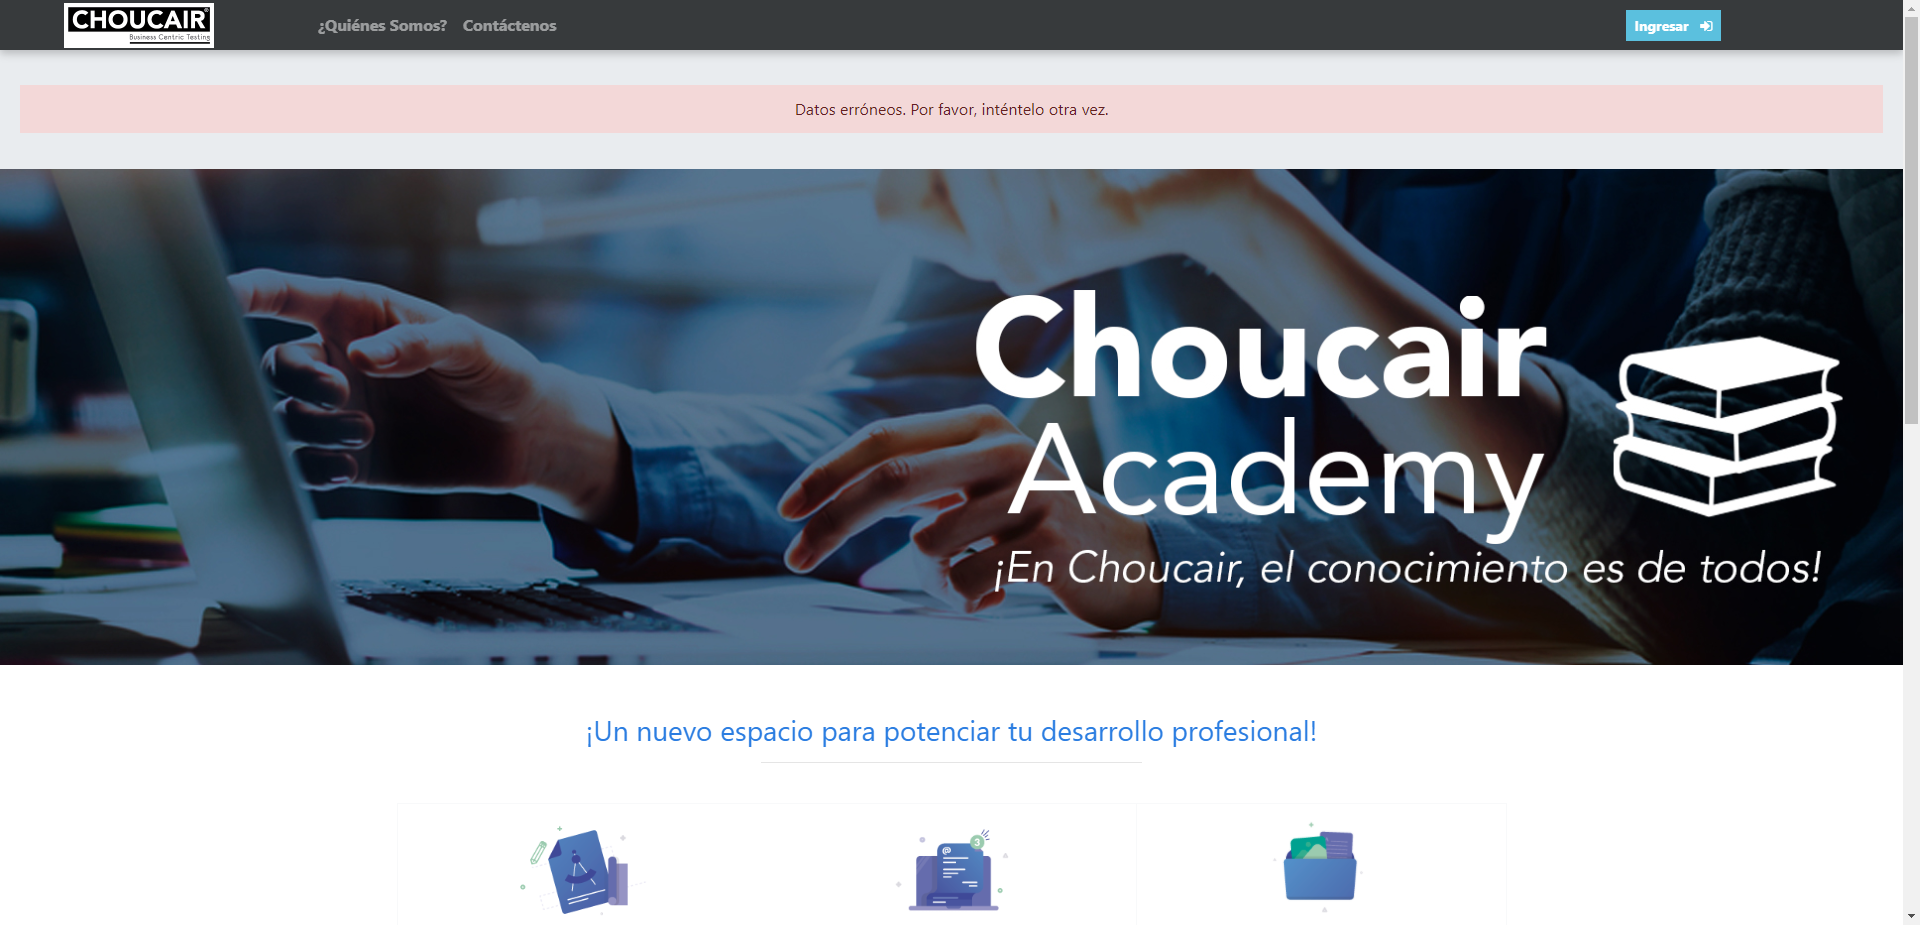 CHOUCAIR®
Business Centric Testing
¿Quiénes Somos?
Contáctenos
Ingresar
Datos erróneos. Por favor, inténtelo otra vez.
Choucair
Academy
¡En Choucair, el conocimiento es de todos!
¡Un nuevo espacio para potenciar tu desarrollo profesional!
@
3